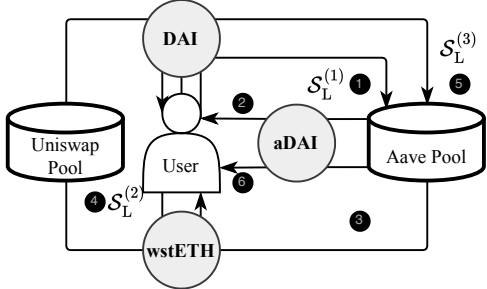 DAI
S_L^(3)
S_L^(1) 1
5
2
Uniswap
Pool
aDAI
Aave Pool
User
6
4 S_L^(2)
3
wstETH